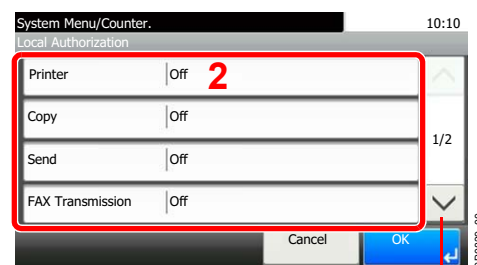 System Menu/Counter. 10:10
Local Authorization
Printer Off 2
Copy Off
1/2
Send Off
FAX Transmission Off
Cancel OK